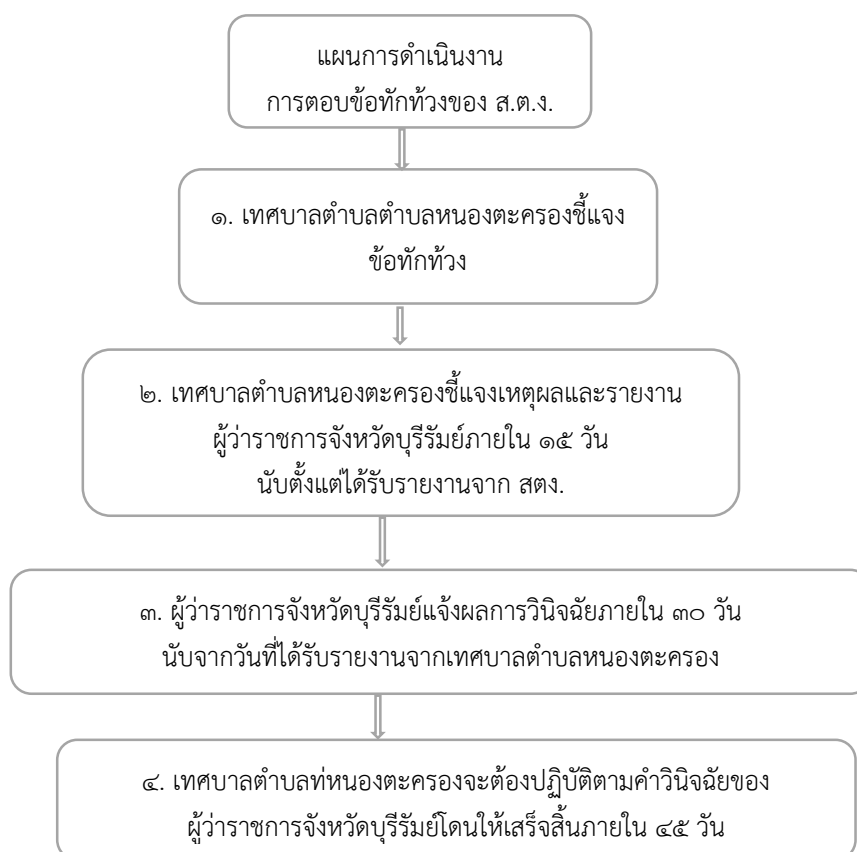 แผนการดำเนินงาน
การตอบข้อทักท้วงของ ส.ต.ง.
๑. เทศบาลตำบลตำบลหนองตะครองชี้แจง
ข้อทักท้วง
๒. เทศบาลตำบลหนองตะครองชี้แจงเหตุผลและรายงาน
ผู้ว่าราชการจังหวัดบุรีรัมย์ภายใน ๑๕ วัน
นับตั้งแต่ได้รับรายงานจาก สตง.
๓. ผู้ว่าราชการจังหวัดบุรีรัมย์แจ้งผลการวินิจฉัยภายใน ๓๐ วัน
นับจากวันที่ได้รับรายงานจากเทศบาลตำบลหนองตะครอง
๔. เทศบาลตำบลท่หนองตะครองจะต้องปฏิบัติตามคำวินิจฉัยของ
ผู้ว่าราชการจังหวัดบุรีรัมย์โดนให้เสร็จสิ้นภายใน ๔๕ วัน